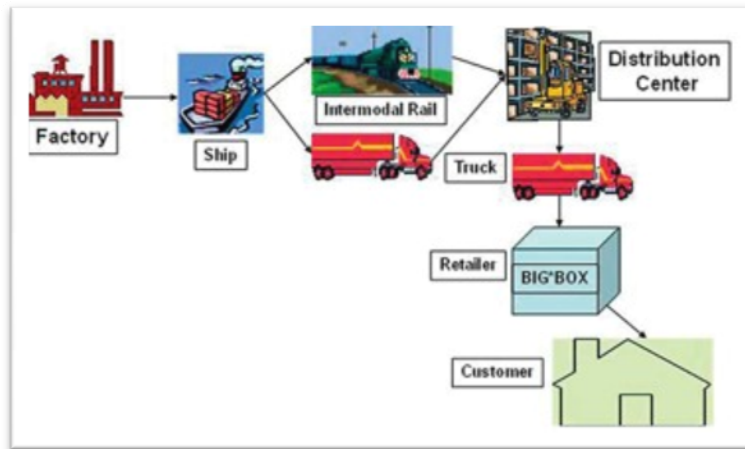 Factory
Ship
Intermodal Rail
Distribution
Center
Truck
Retailer
BIG*BOX
Customer